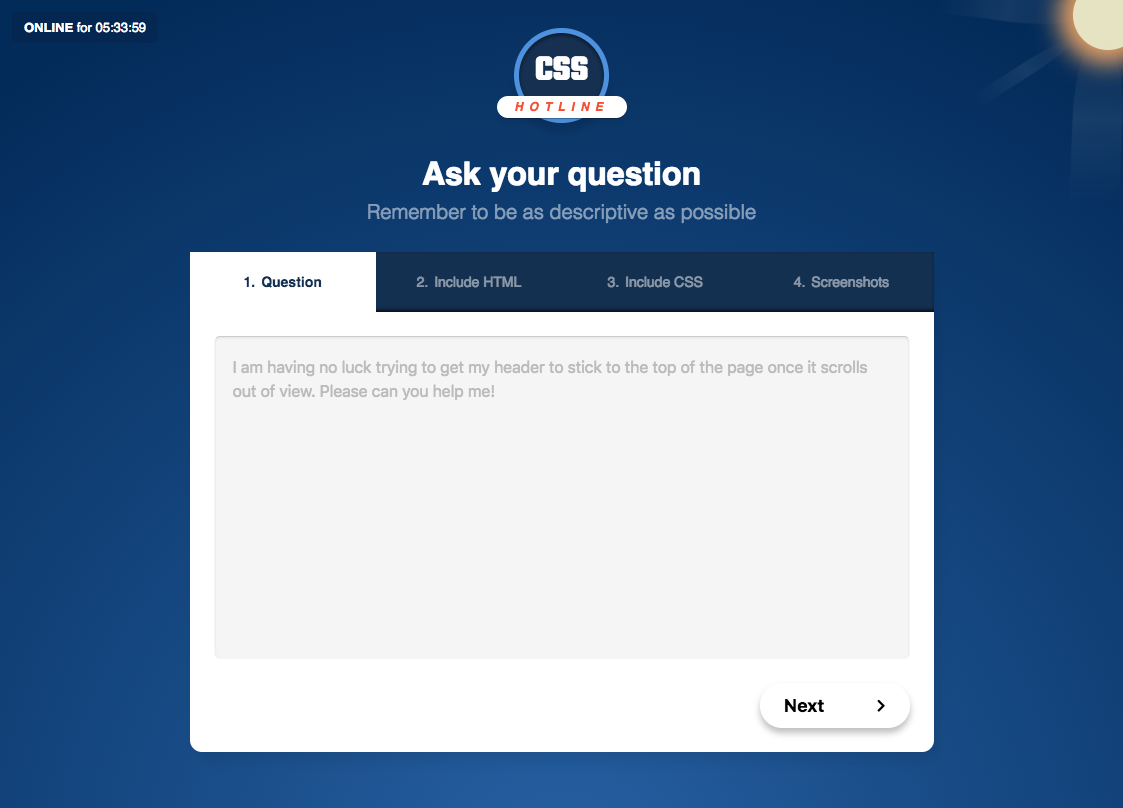 ONLINE for 05:33:59
CSS
HOTLINE
Ask your question
Remember to be as descriptive as possible
1. Question
2. Include HTML
3. Include CSS
4. Screenshots
I am having no luck trying to get my header to stick to the top of the page once it scrolls
out of view. Please can you help me!
Next